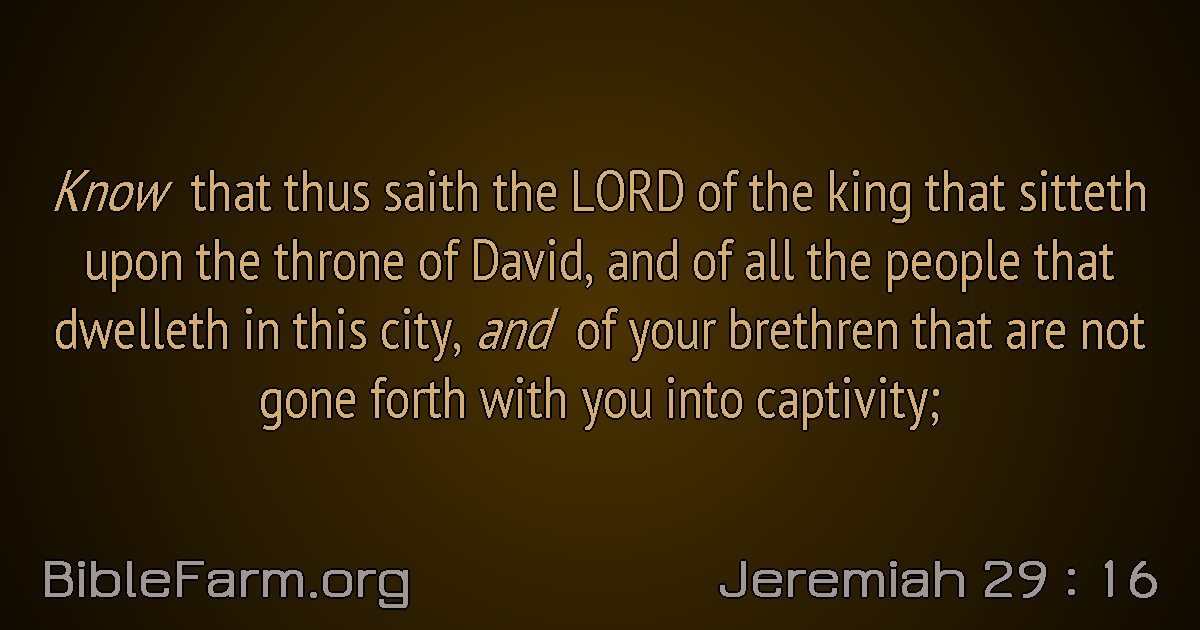 Know that thus saith the LORD of the king that sitteth
upon the throne of David, and of all the people that
dwelleth in this city, and of your brethren that are not
gone forth with you into captivity;
BibleFarm.org
Jeremiah 29 : 16